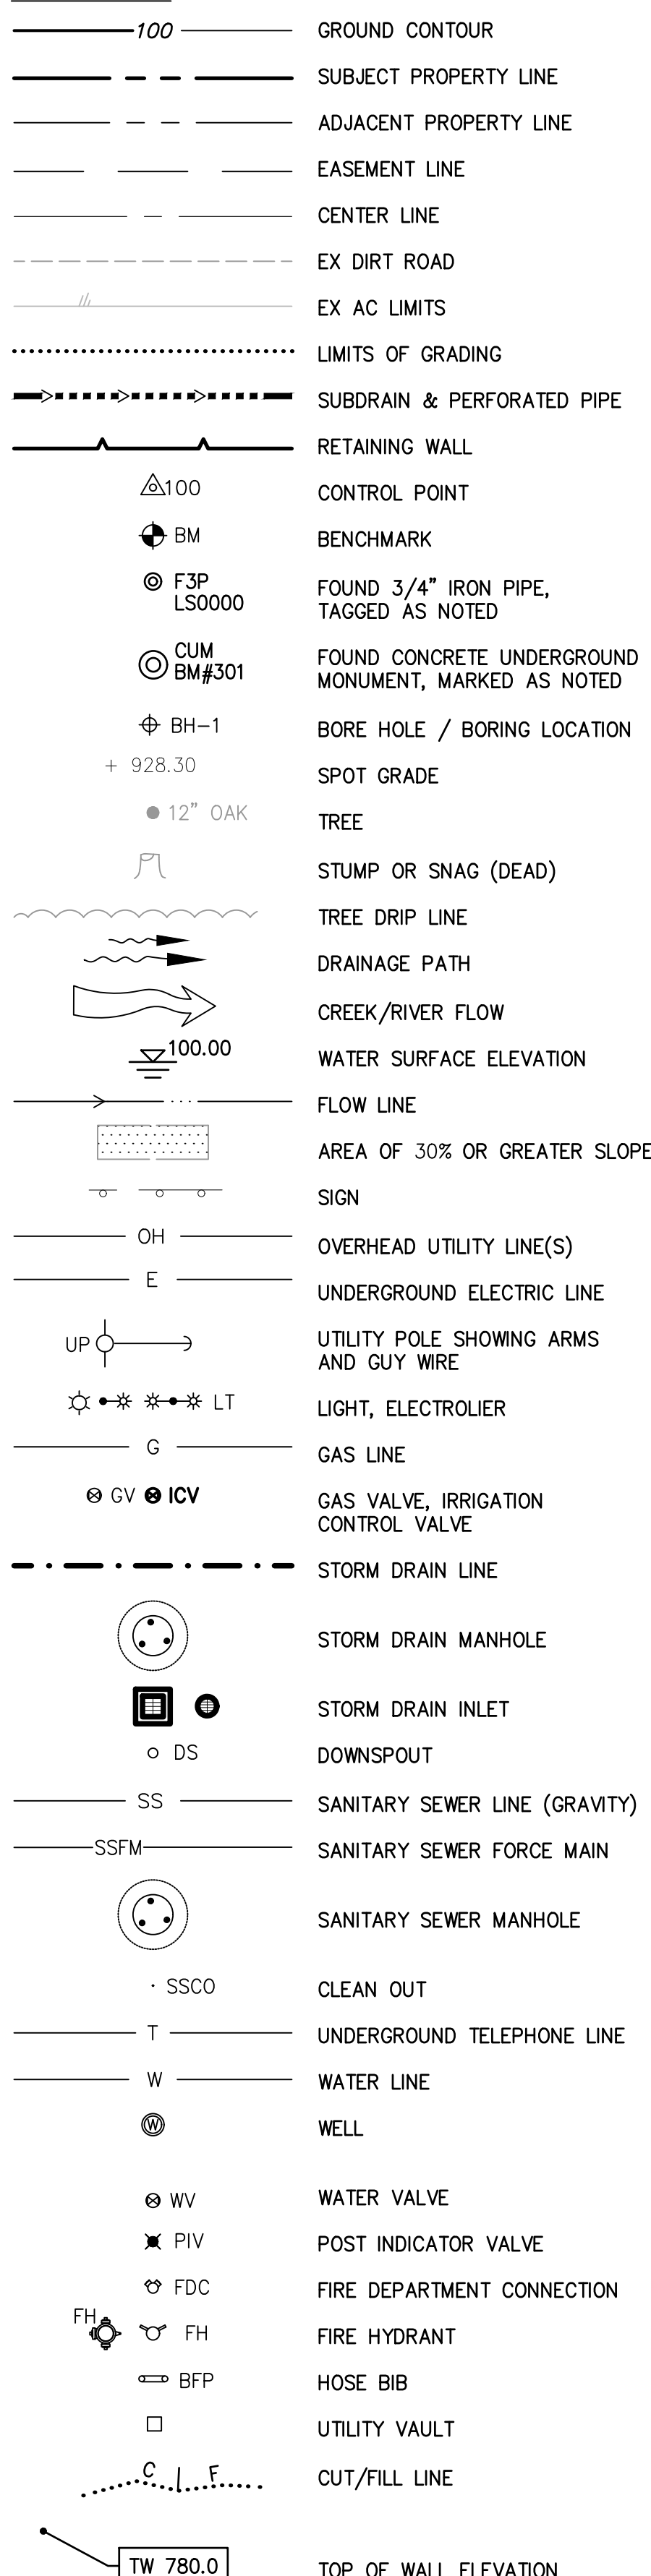 100 GROUND CONTOUR
SUBJECT PROPERTY LINE
ADJACENT PROPERTY LINE
EASEMENT LINE
CENTER LINE
EX DIRT ROAD
EX AC LIMITS
LIMITS OF GRADING
SUBDRAIN & PERFORATED PIPE
RETAINING WALL
100 CONTROL POINT
BM BENCHMARK
F3P FOUND 3/4" IRON PIPE,
LS0000 TAGGED AS NOTED
CUM FOUND CONCRETE UNDERGROUND
BM#301 MONUMENT, MARKED AS NOTED
BH-1 BORE HOLE / BORING LOCATION
+ 928.30 SPOT GRADE
12" OAK TREE
STUMP OR SNAG (DEAD)
TREE DRIP LINE
DRAINAGE PATH
CREEK/RIVER FLOW
100.00 WATER SURFACE ELEVATION
FLOW LINE
AREA OF 30% OR GREATER SLOPE
SIGN
OH OVERHEAD UTILITY LINE(S)
E UNDERGROUND ELECTRIC LINE
UP UTILITY POLE SHOWING ARMS
AND GUY WIRE
LT LIGHT, ELECTROLIER
G GAS LINE
GV ICV GAS VALVE, IRRIGATION
CONTROL VALVE
STORM DRAIN LINE
STORM DRAIN MANHOLE
STORM DRAIN INLET
DS DOWNSPOUT
SS SANITARY SEWER LINE (GRAVITY)
SSFM SANITARY SEWER FORCE MAIN
SANITARY SEWER MANHOLE
SSCO CLEAN OUT
T UNDERGROUND TELEPHONE LINE
W WATER LINE
W WELL
WV WATER VALVE
PIV POST INDICATOR VALVE
FDC FIRE DEPARTMENT CONNECTION
FH FH FIRE HYDRANT
BFP HOSE BIB
UTILITY VAULT
C F CUT/FILL LINE
TW 780.0 TOP OF WALL ELEVATION